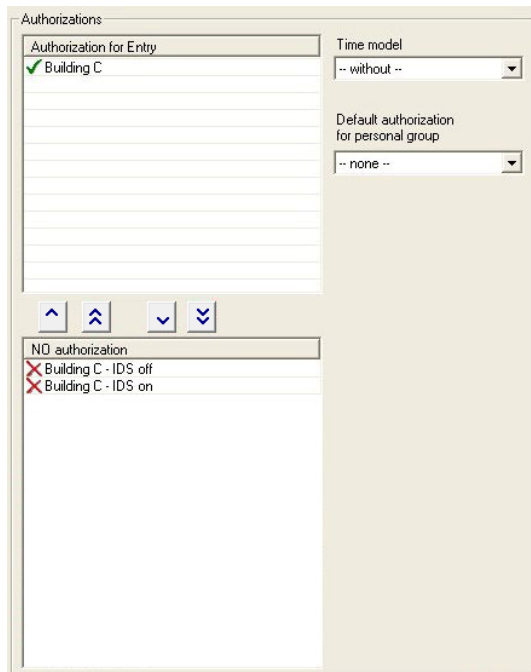 Authorizations
Authorization for Entry
Building C
Time model
-- without --
Default authorization
for personal group
-- none --
NO authorization
Building C - IDS off
Building C - IDS on